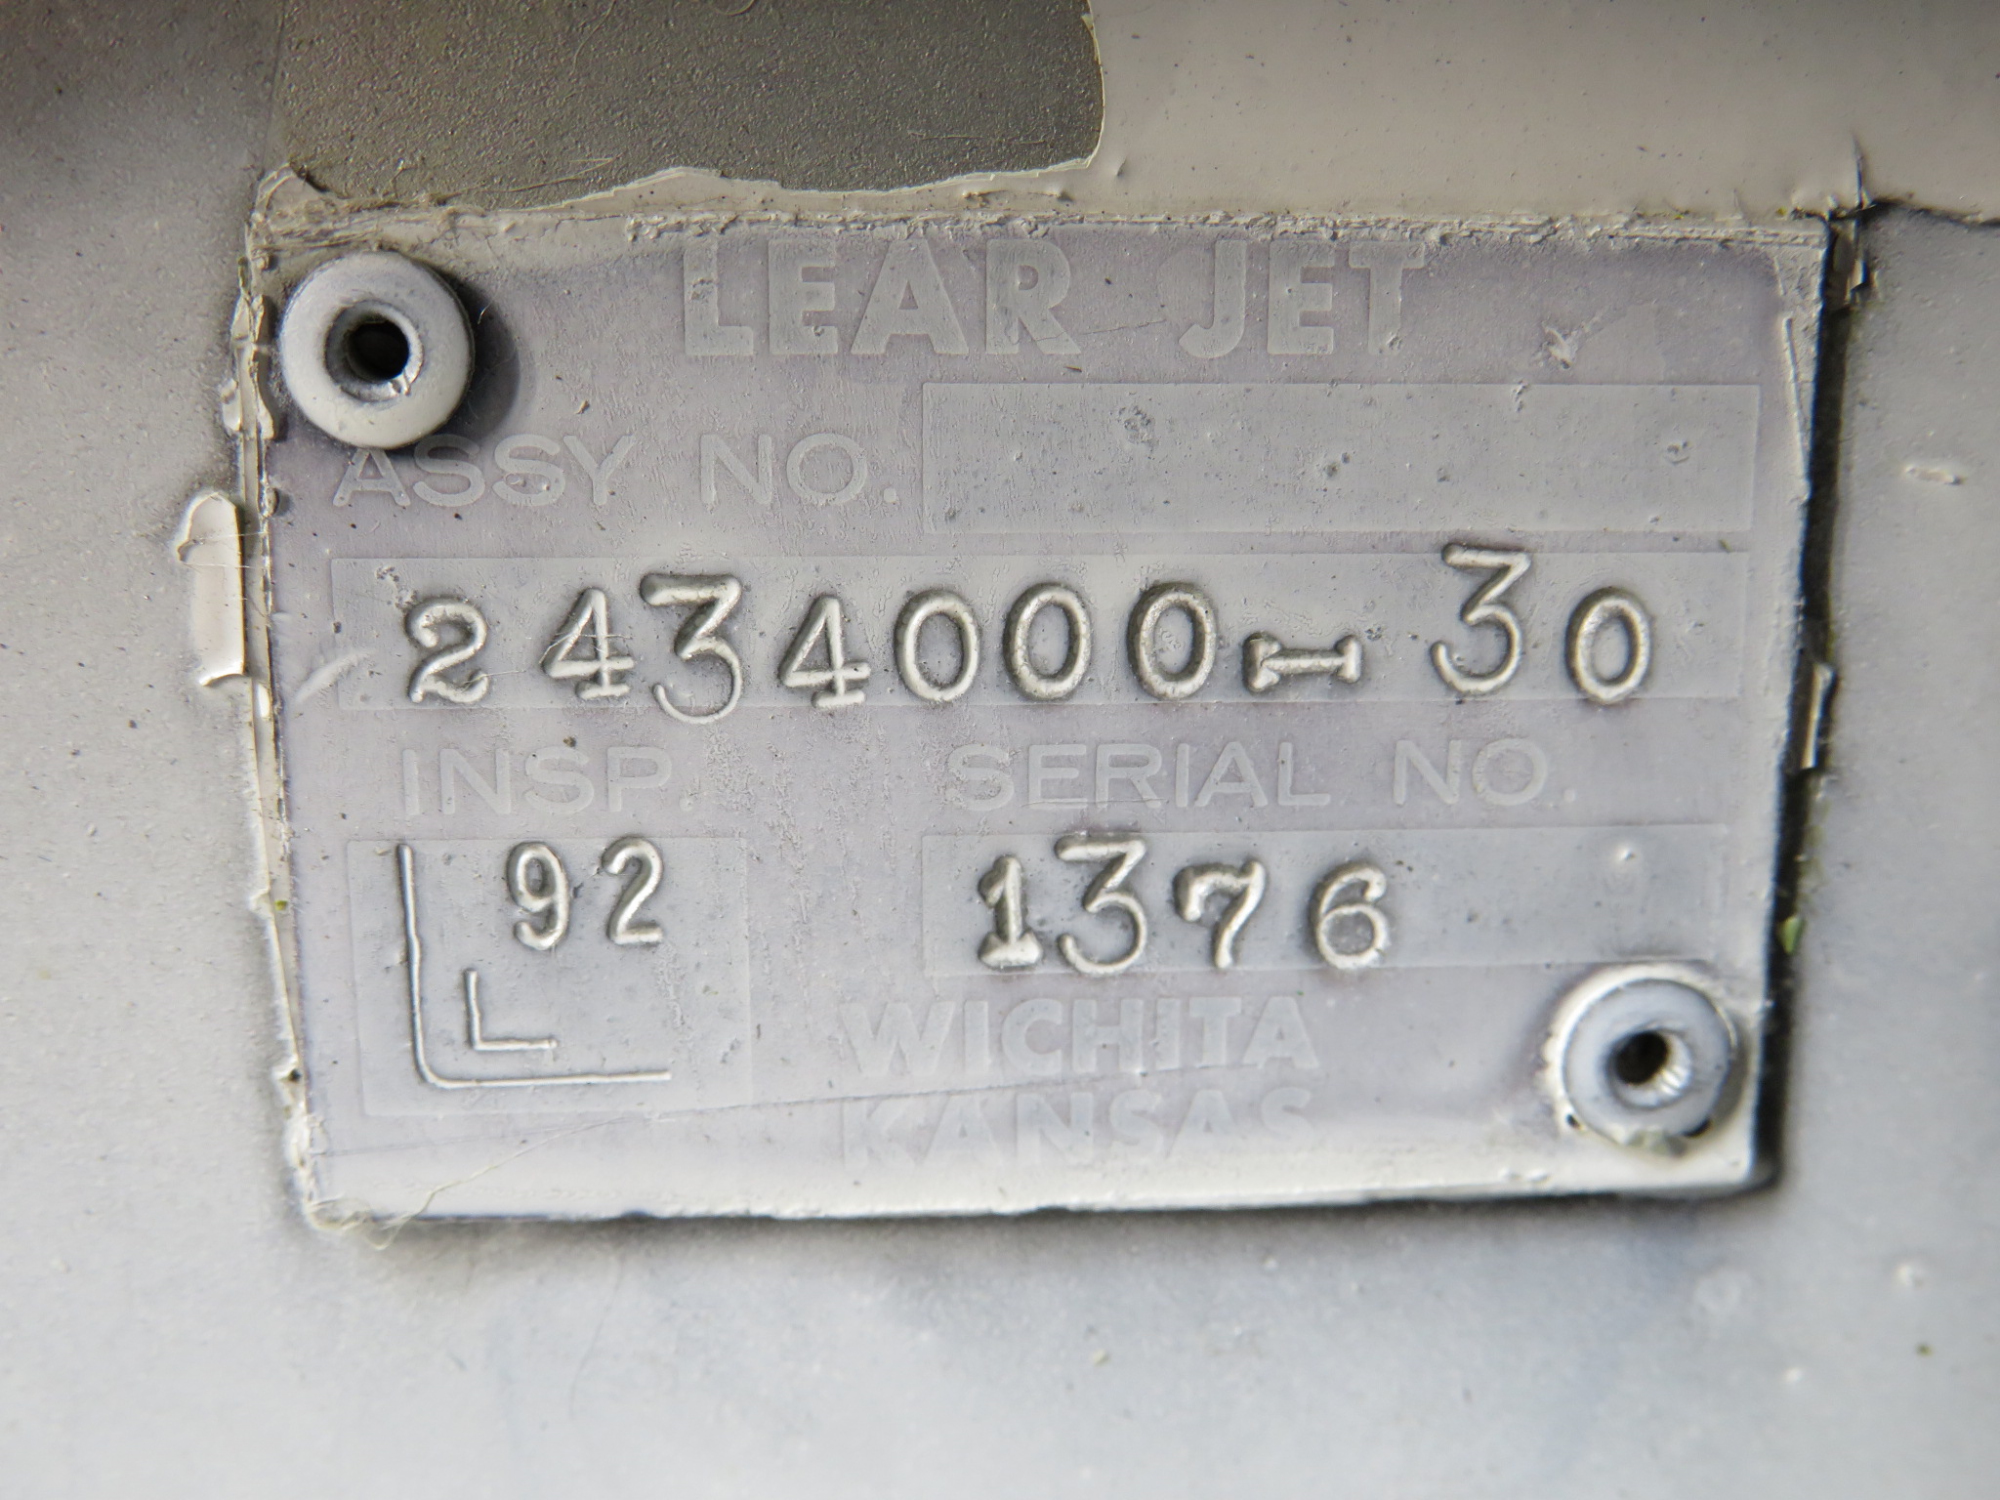 LEAR JET
ASSY NO.
2434000-30
INSP. SERIAL NO.
L 92 1376
L
WICHITA
KANSAS